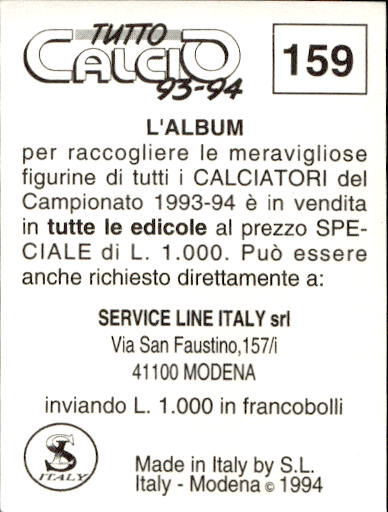 TUTTO
CALCIO
93-94
159
L'ALBUM
per raccogliere le meravigliose
figurine di tutti i CALCIATORI del
Campionato 1993-94 è in vendita
in tutte le edicole al prezzo SPE-
CIALE di L. 1.000. Può essere
anche richiesto direttamente a:
SERVICE LINE ITALY srl
Via San Faustino,157/i
41100 MODENA
inviando L. 1.000 in francobolli
SL
ITALY
Made in Italy by S.L.
Italy - Modena © 1994